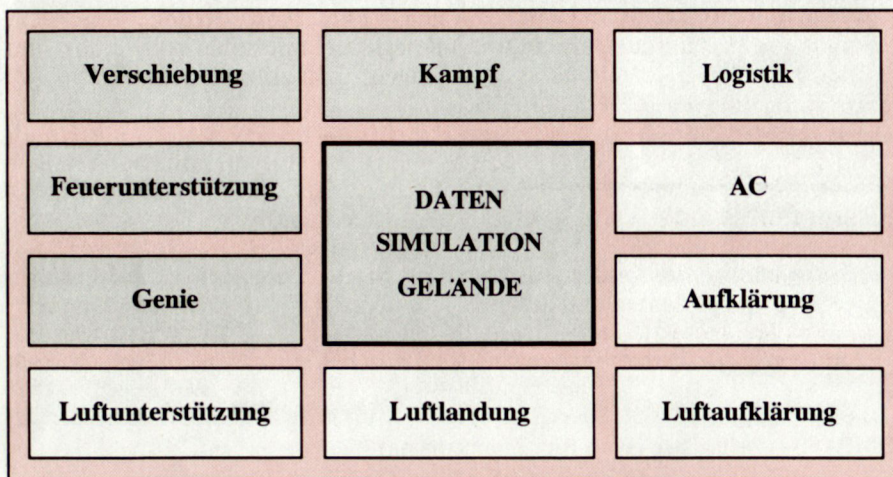 Verschiebung
Kampf
Logistik
Feuerunterstützung
DATEN
SIMULATION
GELÄNDE
AC
Genie
Aufklärung
Luftunterstützung
Luftlandung
Luftaufklärung